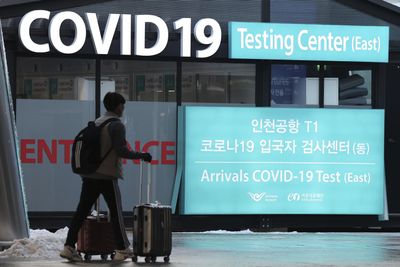 COVID 19 Testing Center (East)
ENTRANCE
인천공항 T1
코로나19 입국자 검사센터(동)
Arrivals COVID-19 Test (East)